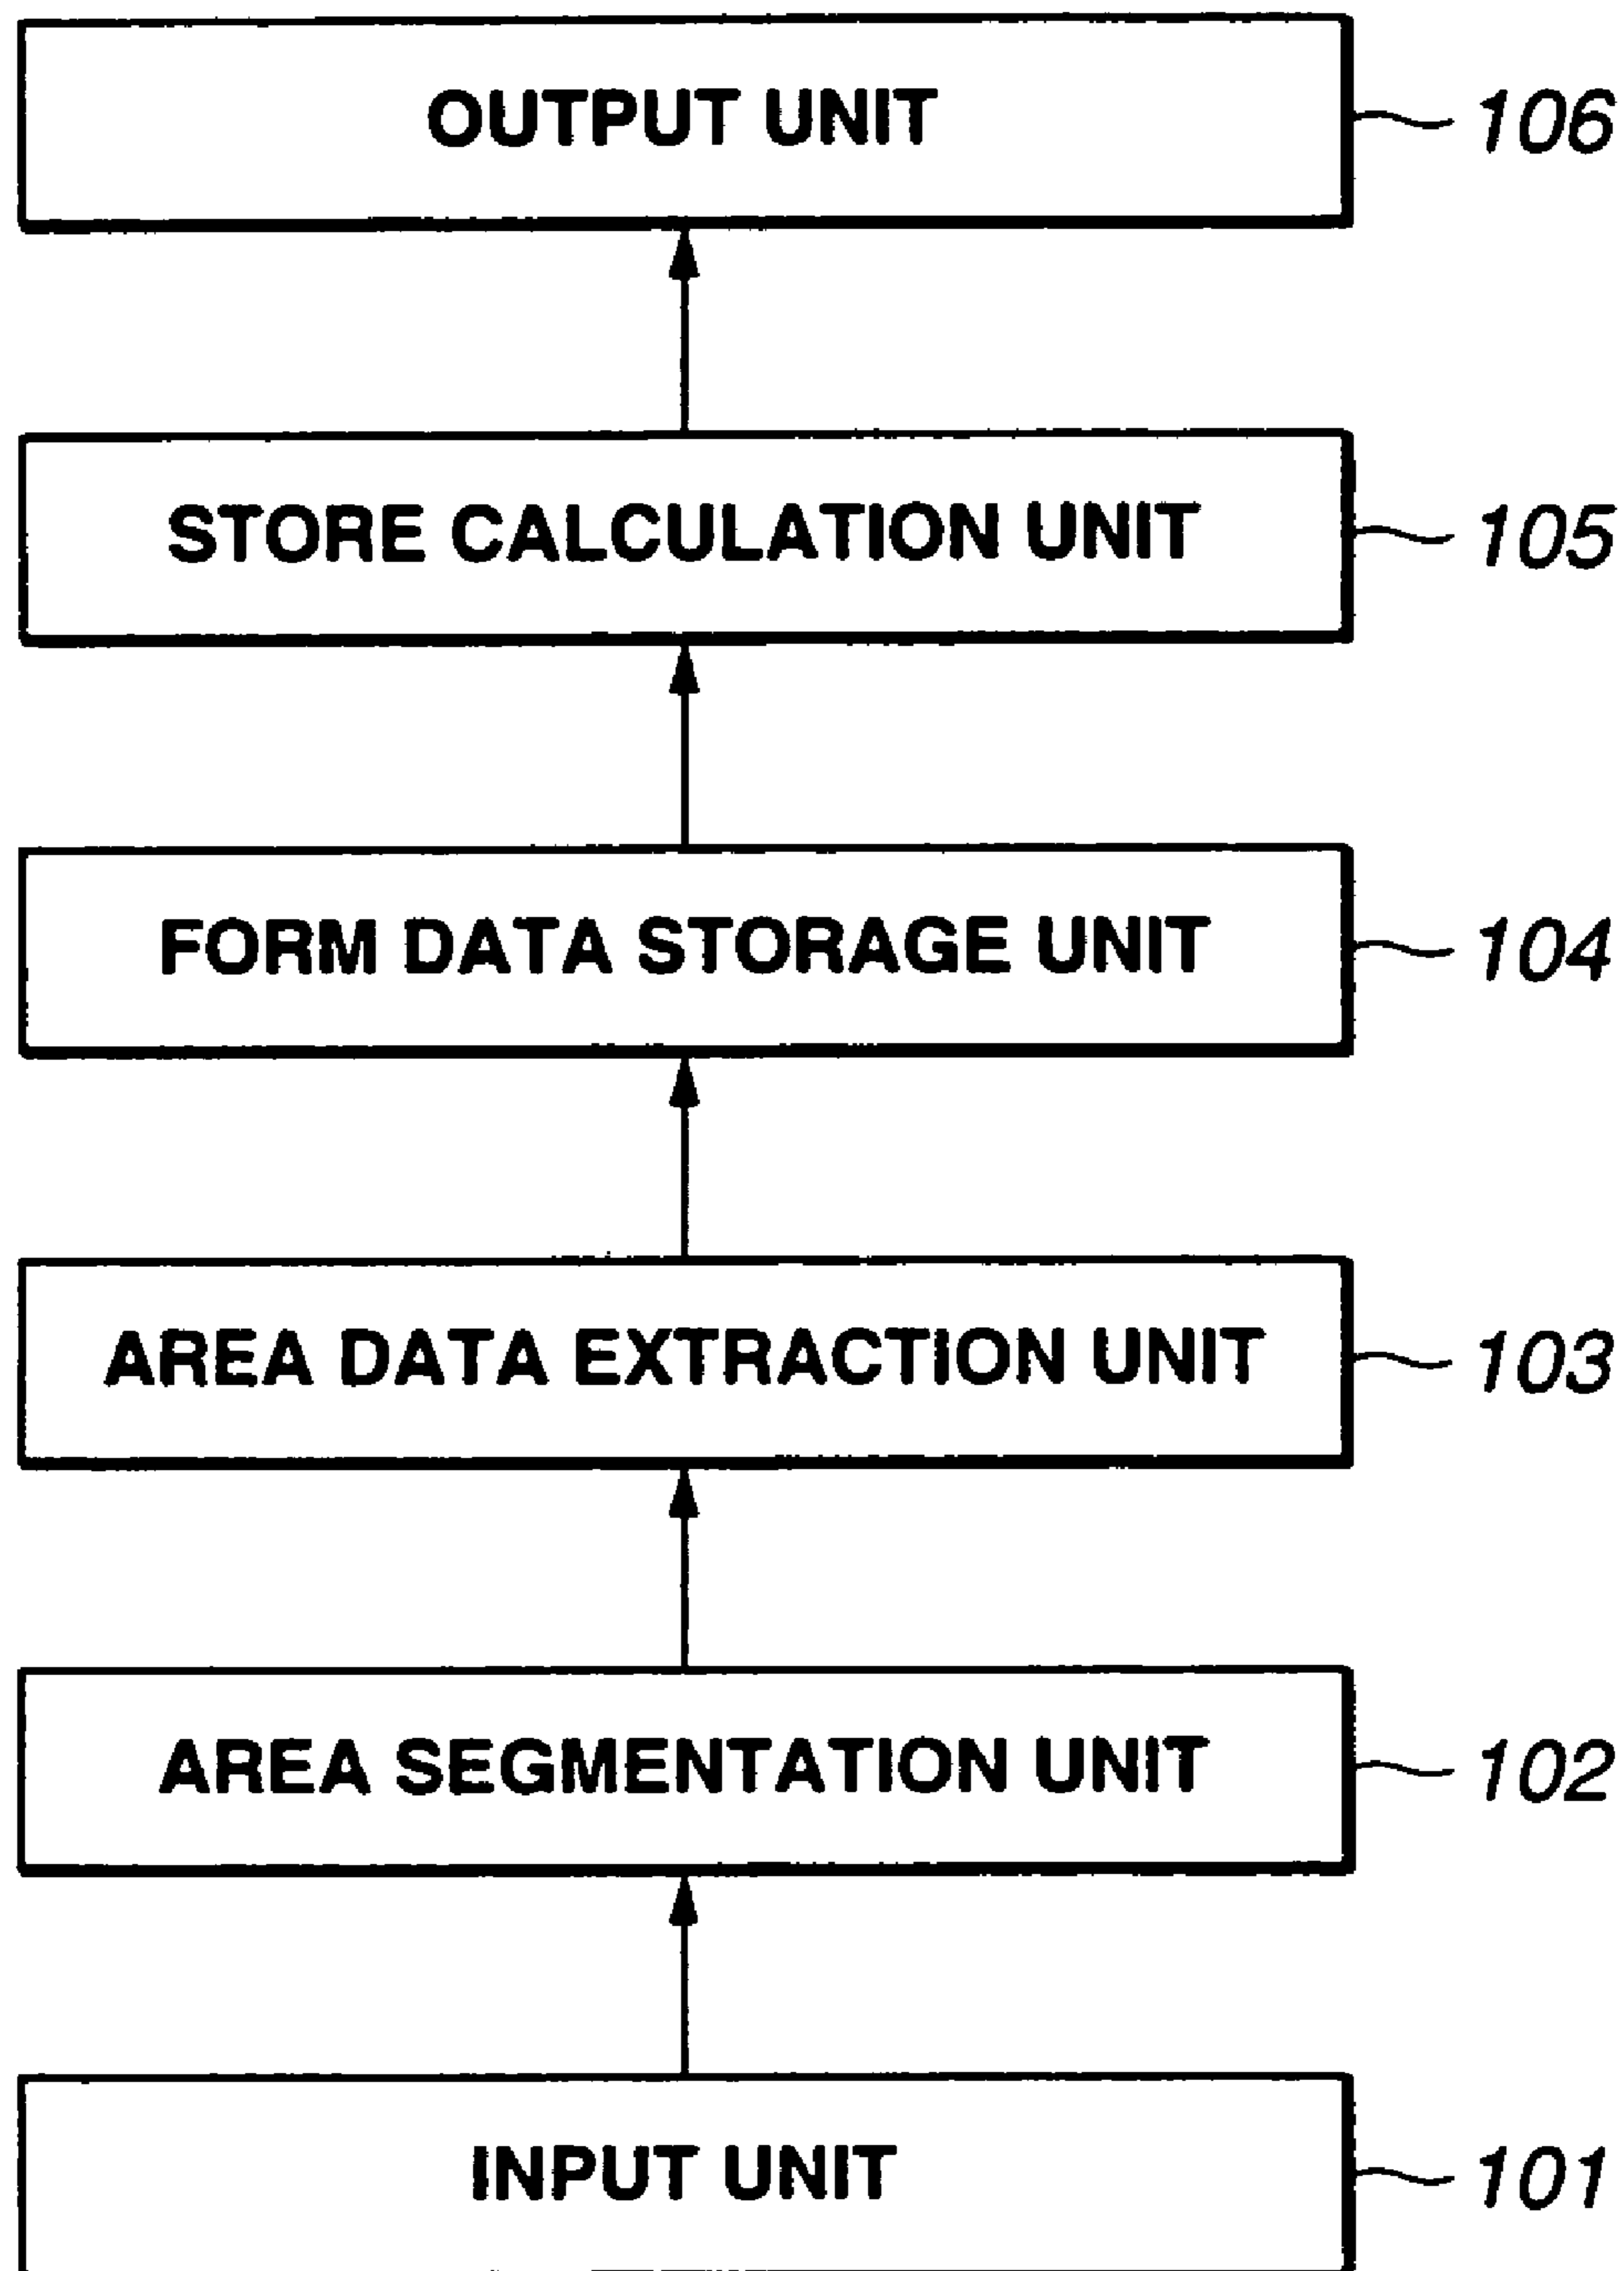 OUTPUT UNIT 106
STORE CALCULATION UNIT 105
FORM DATA STORAGE UNIT 104
AREA DATA EXTRACTION UNIT 103
AREA SEGMENTATION UNIT 102
INPUT UNIT 101